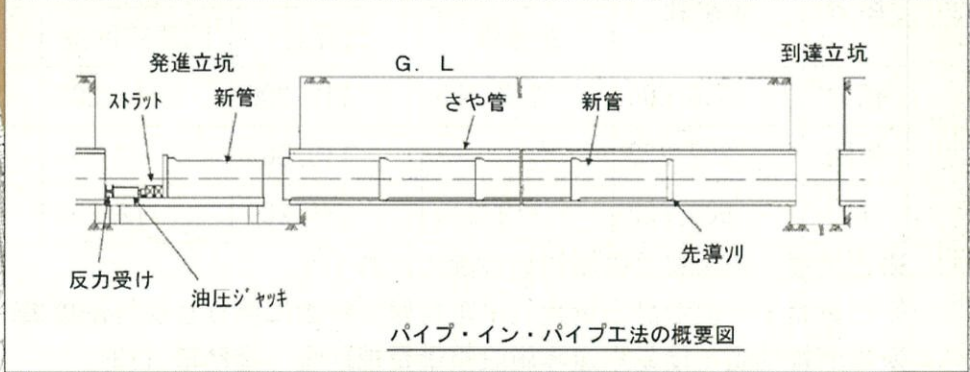 発進立坑
G. L
到達立坑
ｽﾄﾗｯﾄ
新管
さや管
新管
先導ｿﾘ
反力受け
油圧ｼﾞｬｯｷ
パイプ・イン・パイプ工法の概要図